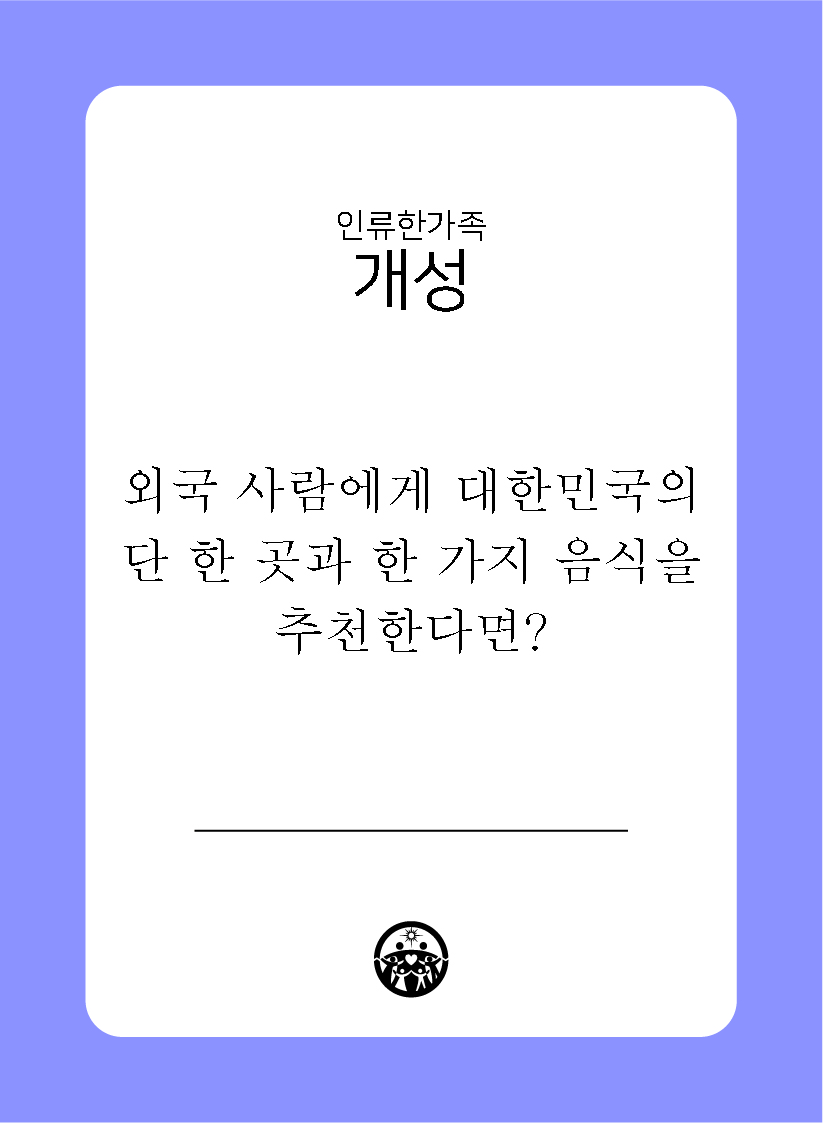 인류한가족
개성
외국 사람에게 대한민국의
단 한 곳과 한 가지 음식을
추천한다면?